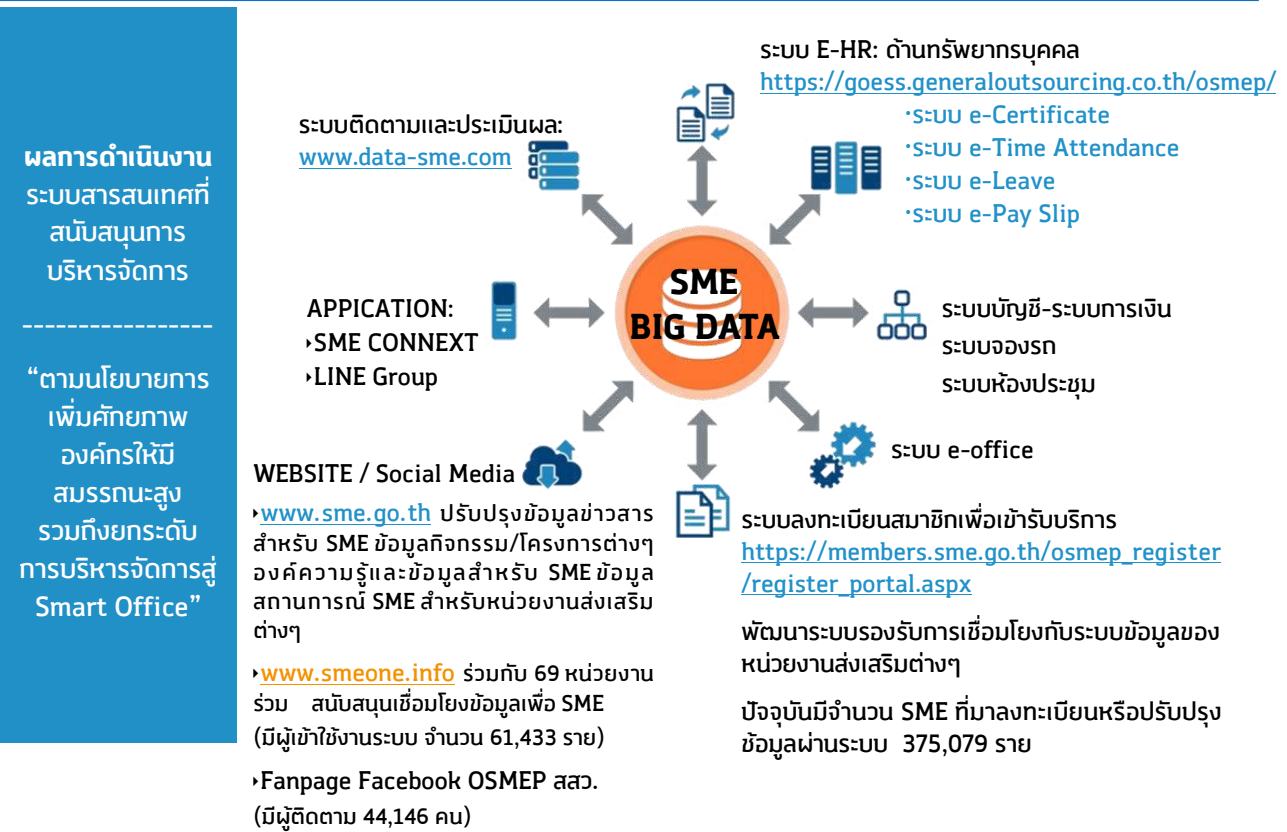 ผลการดำเนินงาน
ระบบสารสนเทศที่
สนับสนุนการ
บริหารจัดการ
-----------------
“ตามนโยบายการ
เพิ่มศักยภาพ
องค์กรให้มี
สมรรถนะสูง
รวมถึงยกระดับ
การบริหารจัดการสู่
Smart Office”
ระบบติดตามและประเมินผล:
www.data-sme.com
ระบบ E-HR: ด้านทรัพยากรบุคคล
https://goess.generaloutsourcing.co.th/osmep/
·ระบบ e-Certificate
·ระบบ e-Time Attendance
·ระบบ e-Leave
·ระบบ e-Pay Slip
SME
BIG DATA
APPICATION:
‣SME CONNEXT
‣LINE Group
ระบบบัญชี-ระบบการเงิน
ระบบจองรถ
ระบบห้องประชุม
ระบบ e-office
WEBSITE / Social Media
‣www.sme.go.th ปรับปรุงข้อมูลข่าวสาร
สำหรับ SME ข้อมูลกิจกรรม/โครงการต่างๆ
องค์ความรู้และข้อมูลสำหรับ SME ข้อมูล
สถานการณ์ SME สำหรับหน่วยงานส่งเสริม
ต่างๆ
‣www.smeone.info ร่วมกับ 69 หน่วยงาน
ร่วม สนับสนุนเชื่อมโยงข้อมูลเพื่อ SME
(มีผู้เข้าใช้งานระบบ จำนวน 61,433 ราย)
‣Fanpage Facebook OSMEP สสว.
(มีผู้ติดตาม 44,146 คน)
ระบบลงทะเบียนสมาชิกเพื่อเข้ารับบริการ
https://members.sme.go.th/osmep_register
/register_portal.aspx
พัฒนาระบบรองรับการเชื่อมโยงกับระบบข้อมูลของ
หน่วยงานส่งเสริมต่างๆ
ปัจจุบันมีจำนวน SME ที่มาลงทะเบียนหรือปรับปรุง
ช้อมูลผ่านระบบ 375,079 ราย